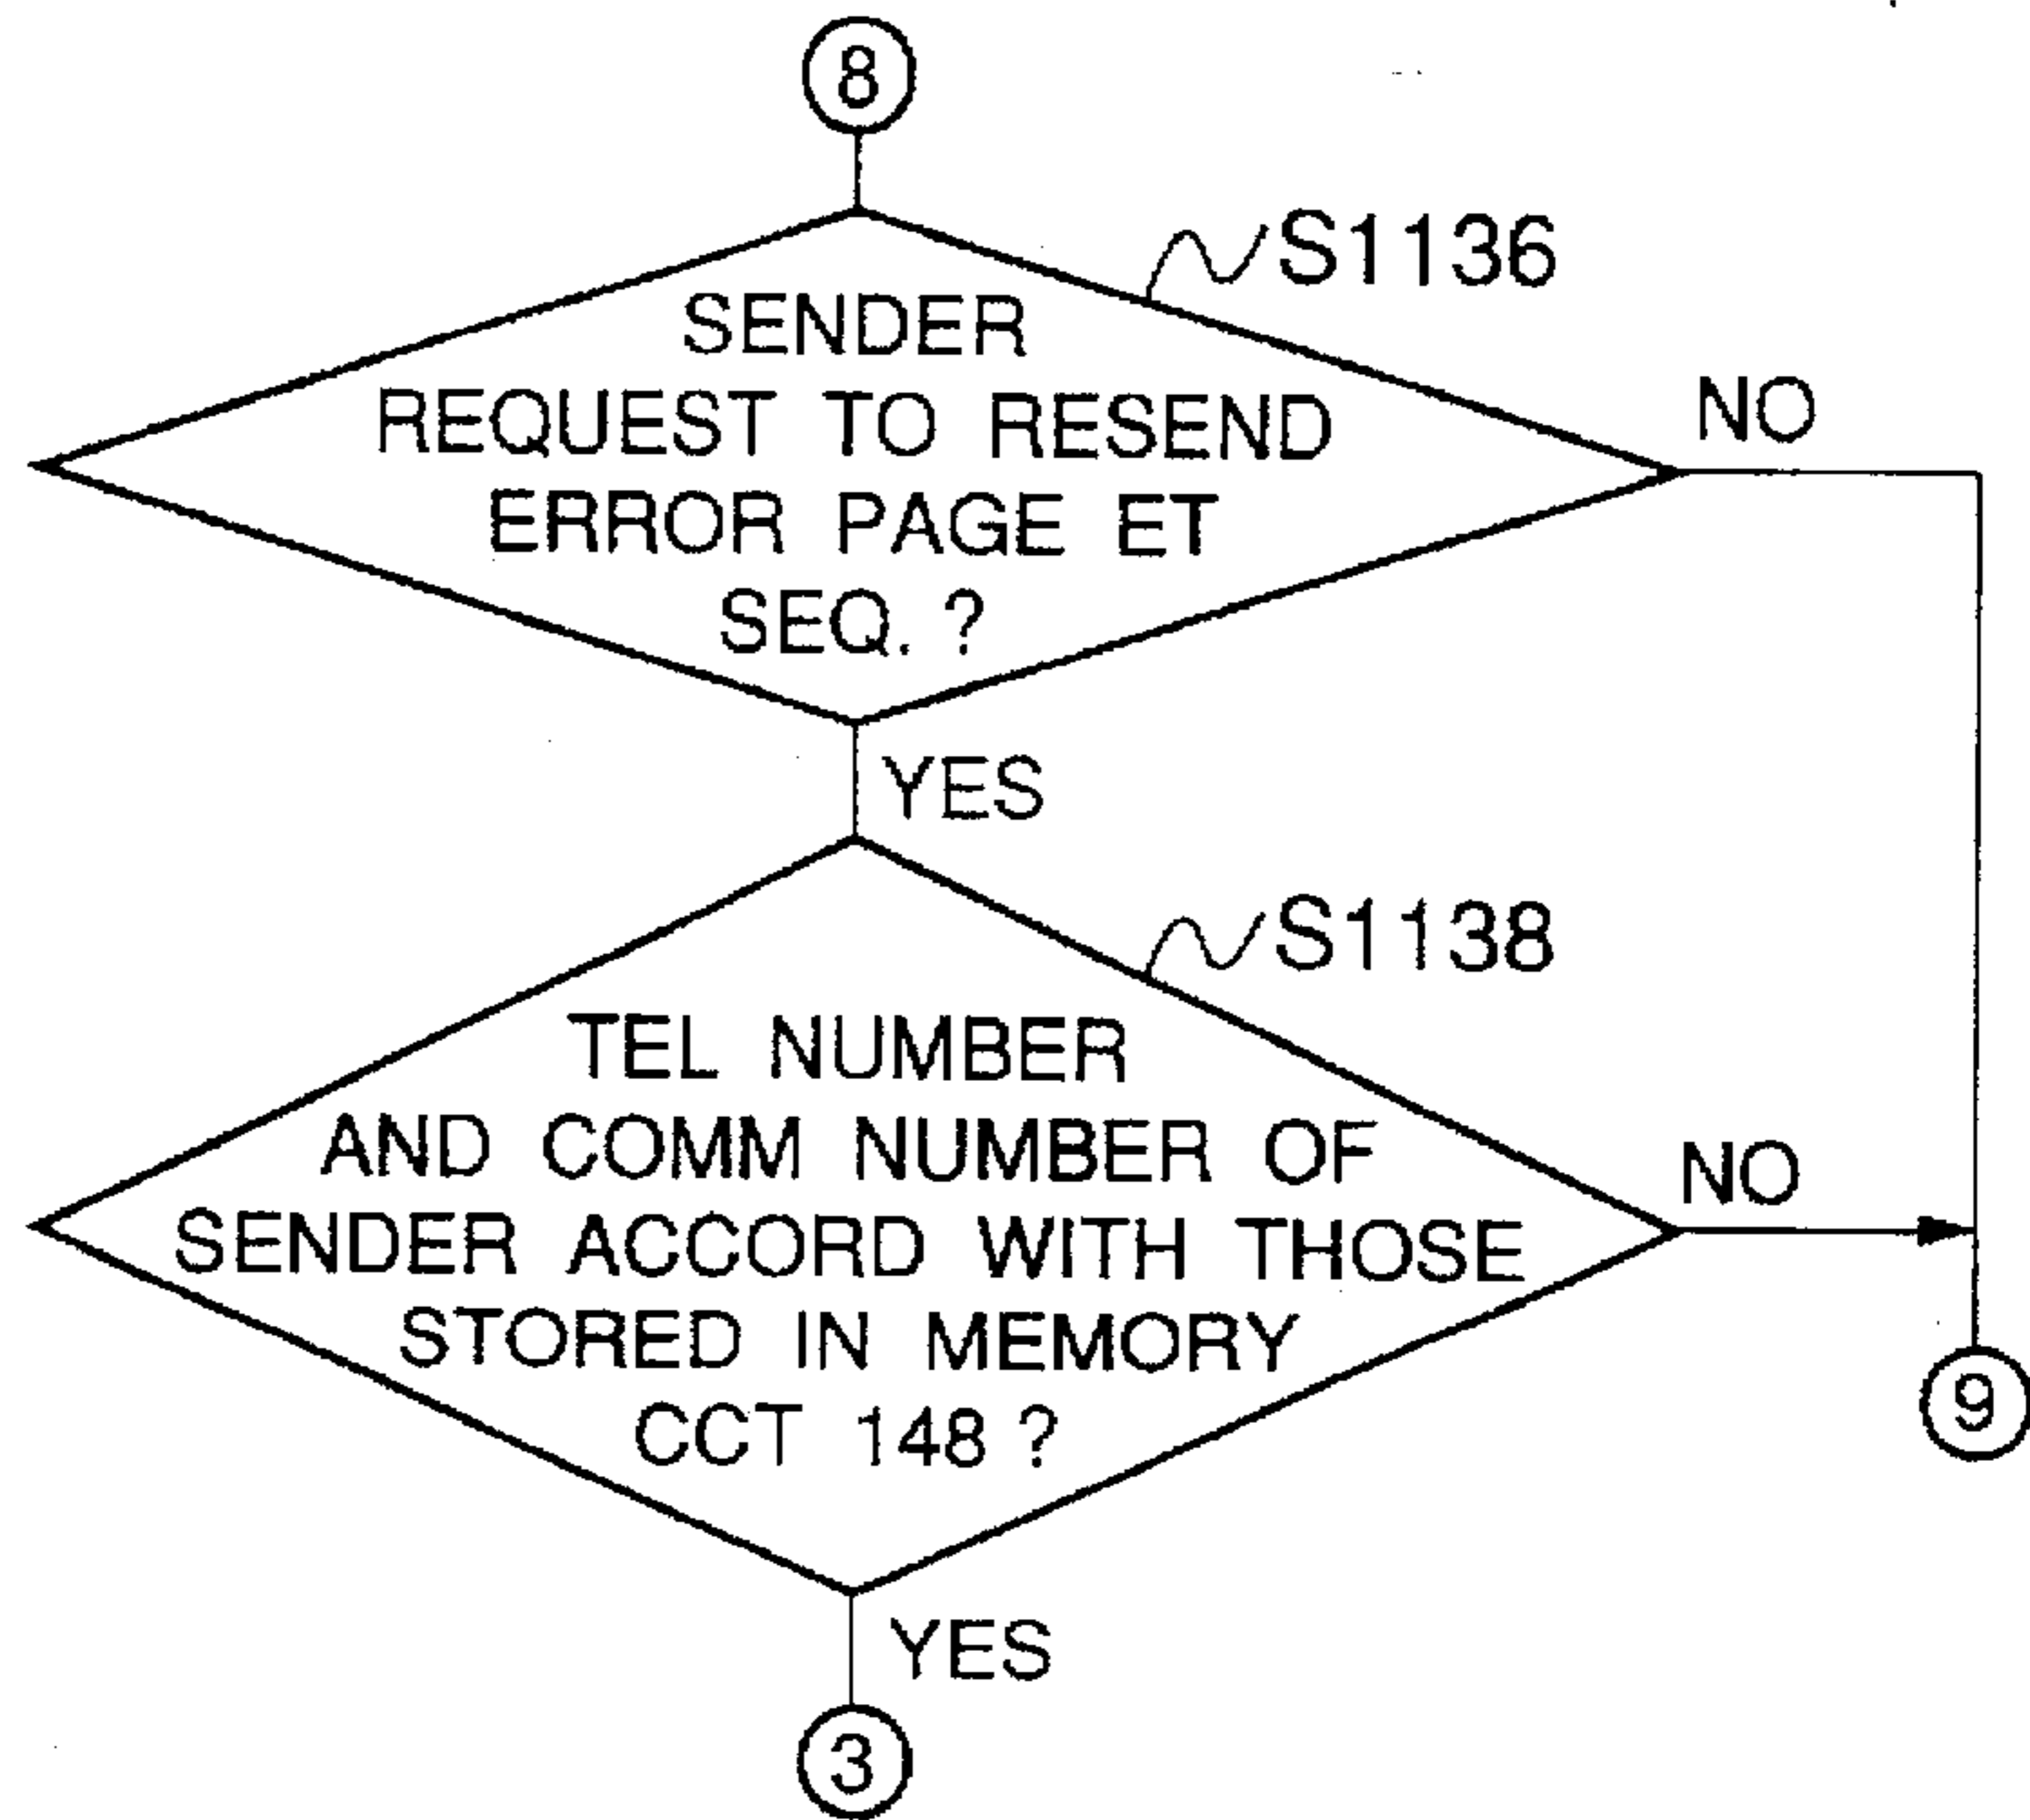 8
S1136
SENDER
REQUEST TO RESEND
ERROR PAGE ET
SEQ. ?
NO
YES
S1138
TEL NUMBER
AND COMM NUMBER OF
SENDER ACCORD WITH THOSE
STORED IN MEMORY
CCT 148 ?
NO
9
YES
3